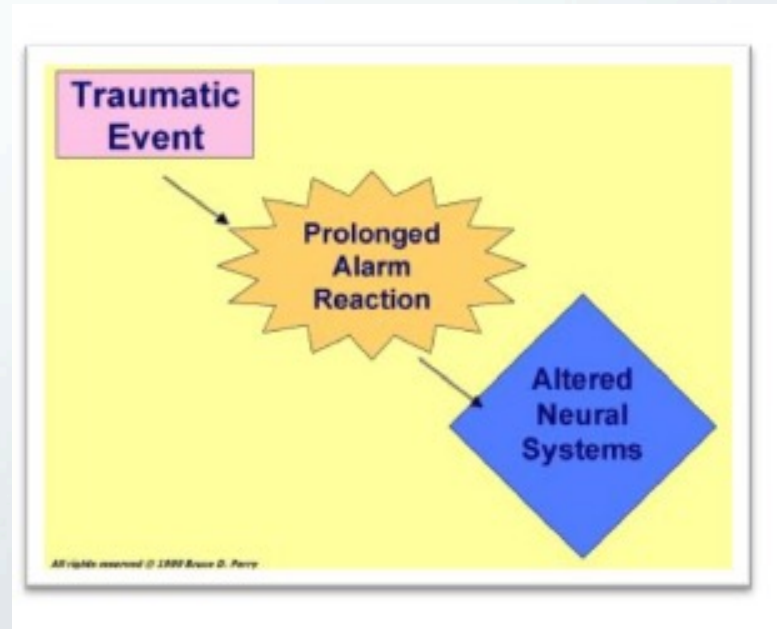 Traumatic
Event
Prolonged
Alarm
Reaction
Altered
Neural
Systems
All rights reserved © 1999 Bruce D. Perry